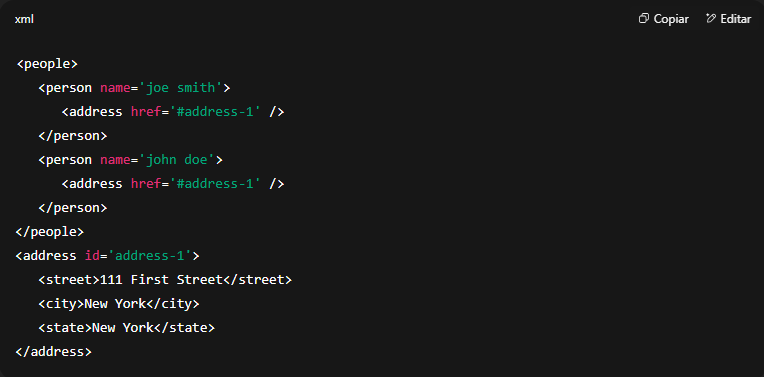 xml
Copiar
Editar
<people>
   <person name='joe smith'>
      <address href='#address-1' />
   </person>
   <person name='john doe'>
      <address href='#address-1' />
   </person>
</people>
<address id='address-1'>
   <street>111 First Street</street>
   <city>New York</city>
   <state>New York</state>
</address>